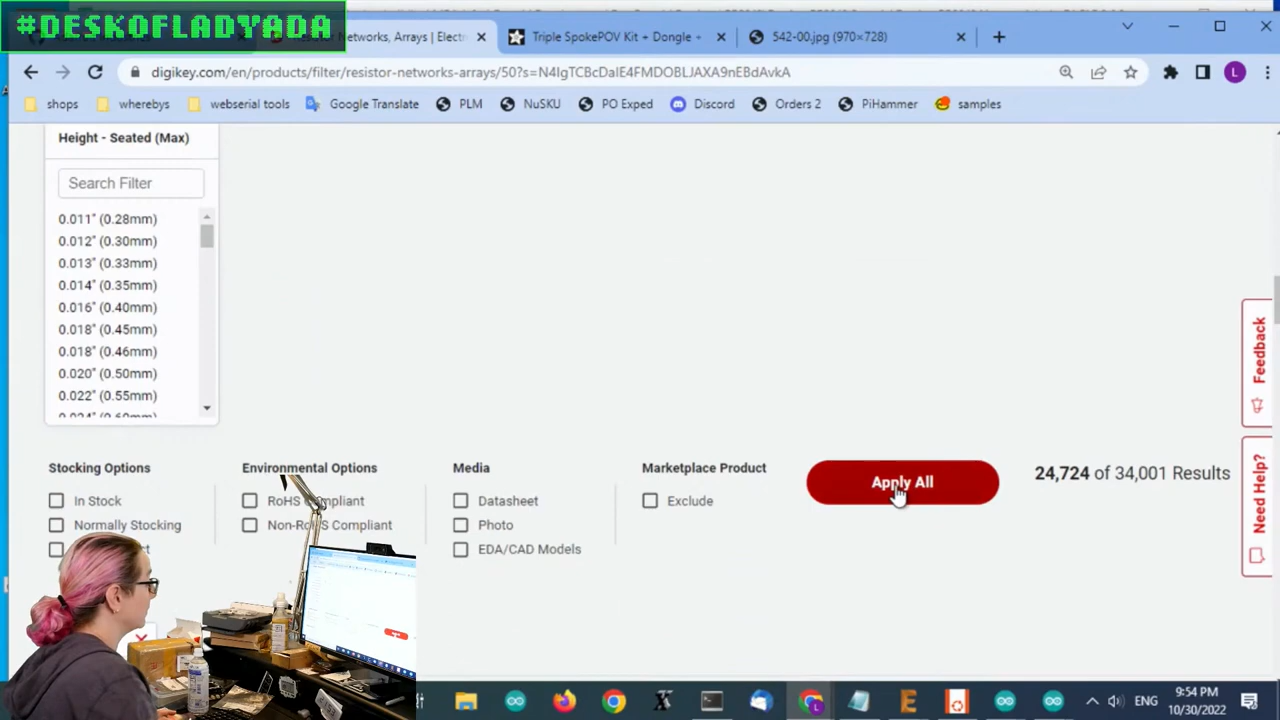 #DESKOFLADYADA
Networks, Arrays | Electr
Triple SpokePOV Kit + Dongle +
542-00.jpg (970×728)
digikey.com/en/products/filter/resistor-networks-arrays/50?s=N4IgTCBcDaIE4FMDOBLJAXA9nEBdAvkA
shops
wherebys
webserial tools
Google Translate
PLM
NuSKU
PO Exped
Discord
Orders 2
PiHammer
samples
L
Height - Seated (Max)
Search Filter
0.011" (0.28mm)
0.012" (0.30mm)
0.013" (0.33mm)
0.014" (0.35mm)
0.016" (0.40mm)
0.018" (0.45mm)
0.018" (0.46mm)
0.020" (0.50mm)
0.022" (0.55mm)
0.024" (0.60mm)
Feedback
Need Help?
Stocking Options
In Stock
Normally Stocking
Environmental Options
RoHS Compliant
Non-RoHS Compliant
Media
Datasheet
Photo
EDA/CAD Models
Marketplace Product
Exclude
Apply All
24,724 of 34,001 Results
ENG
9:54 PM
10/30/2022